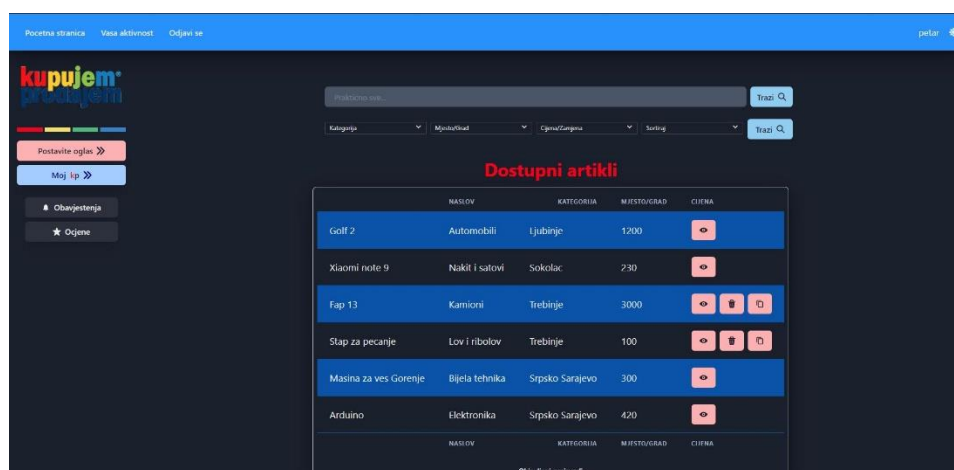 Pocetna stranica Vasa aktivnost Odjavi se petar
kupujem
prodajem
Prakticno sve... Trazi
Kategorija Mjesto/Grad Cijena/Zamjena Sortiraj Trazi
Postavite oglas
Moj kp
Obavjestenja
Ocjene
Dostupni artikli
NASLOV KATEGORIJA MJESTO/GRAD CIJENA
Golf 2 Automobili Ljubinje 1200
Xiaomi note 9 Nakit i satovi Sokolac 230
Fap 13 Kamioni Trebinje 3000
Stap za pecanje Lov i ribolov Trebinje 100
Masina za ves Gorenje Bijela tehnika Srpsko Sarajevo 300
Arduino Elektronika Srpsko Sarajevo 420
NASLOV KATEGORIJA MJESTO/GRAD CIJENA